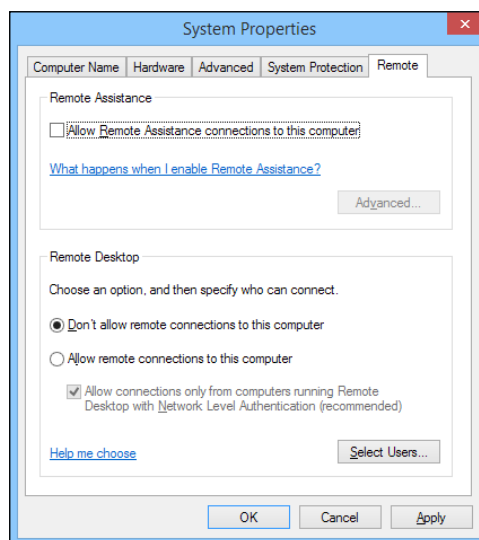 System Properties
Computer Name Hardware Advanced System Protection Remote
Remote Assistance
Allow Remote Assistance connections to this computer
What happens when I enable Remote Assistance?
Advanced...
Remote Desktop
Choose an option, and then specify who can connect.
Don't allow remote connections to this computer
Allow remote connections to this computer
Allow connections only from computers running Remote
Desktop with Network Level Authentication (recommended)
Help me choose Select Users...
OK Cancel Apply